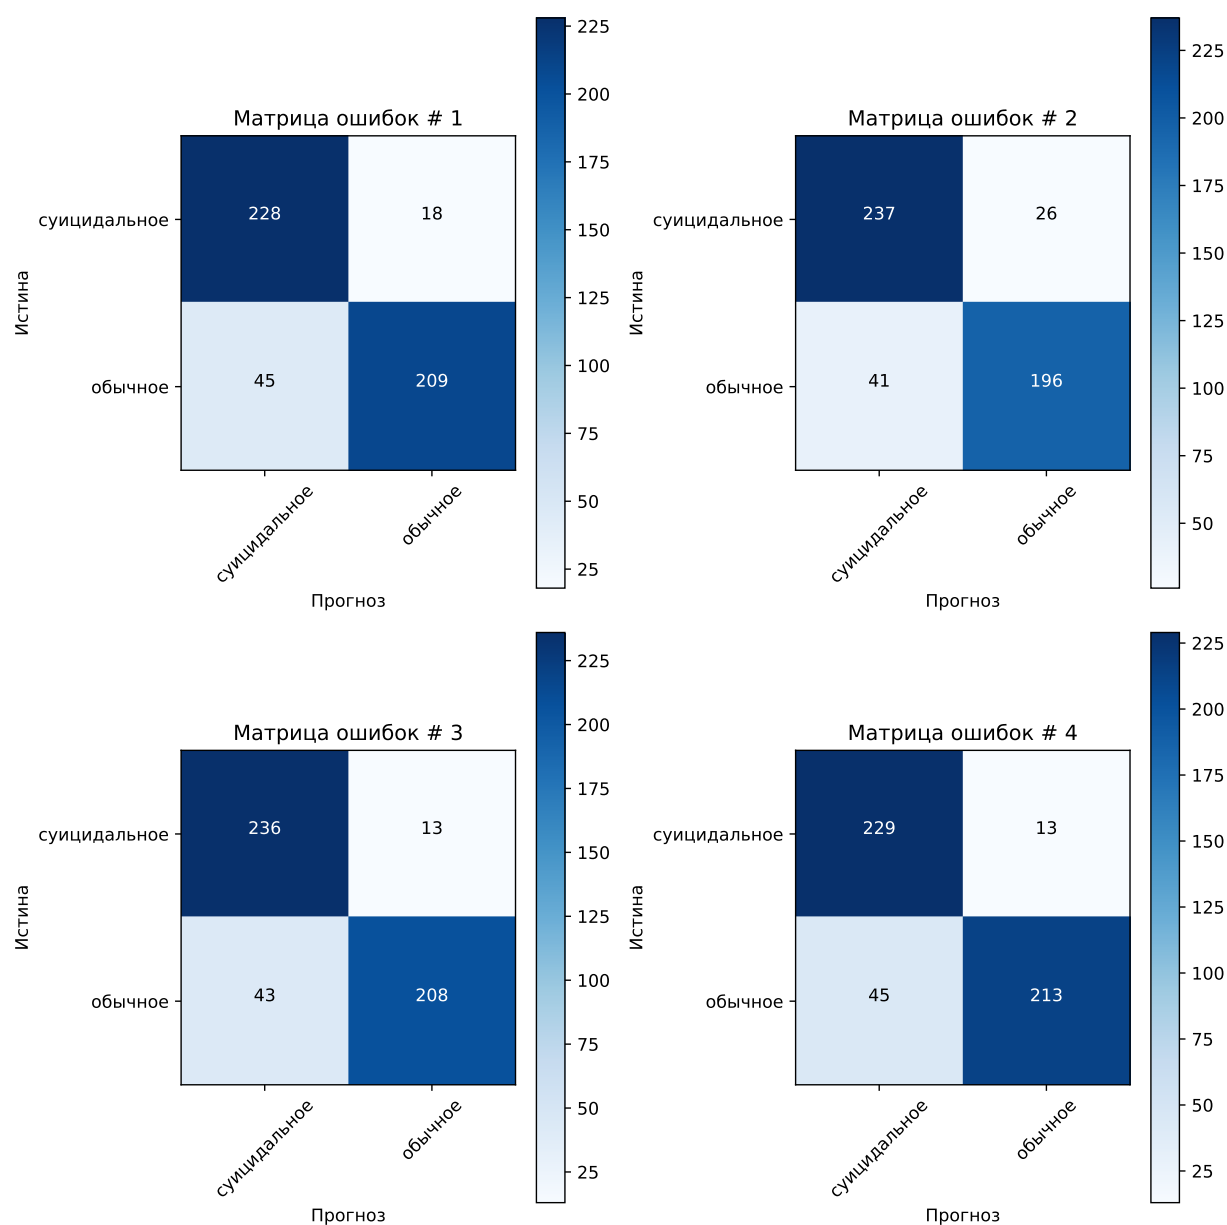 Матрица ошибок # 1
228 18
45 209
суицидальное
обычное
Истина
суицидальное
обычное
Прогноз
225
200
175
150
125
100
75
50
25
Матрица ошибок # 2
237 26
41 196
суицидальное
обычное
Истина
суицидальное
обычное
Прогноз
225
200
175
150
125
100
75
50
Матрица ошибок # 3
236 13
43 208
суицидальное
обычное
Истина
суицидальное
обычное
Прогноз
225
200
175
150
125
100
75
50
25
Матрица ошибок # 4
229 13
45 213
суицидальное
обычное
Истина
суицидальное
обычное
Прогноз
225
200
175
150
125
100
75
50
25